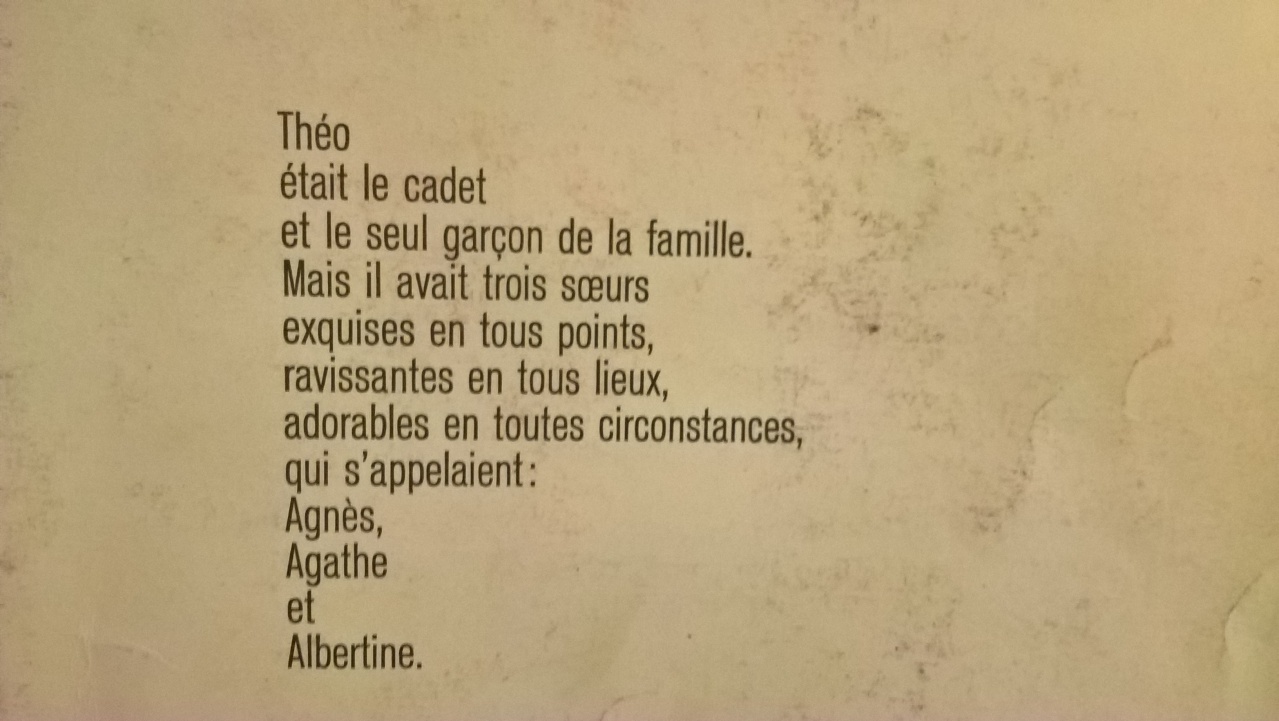 Théo
était le cadet
et le seul garçon de la famille.
Mais il avait trois sœurs
exquises en tous points,
ravissantes en tous lieux,
adorables en toutes circonstances,
qui s'appelaient :
Agnès,
Agathe
et
Albertine.